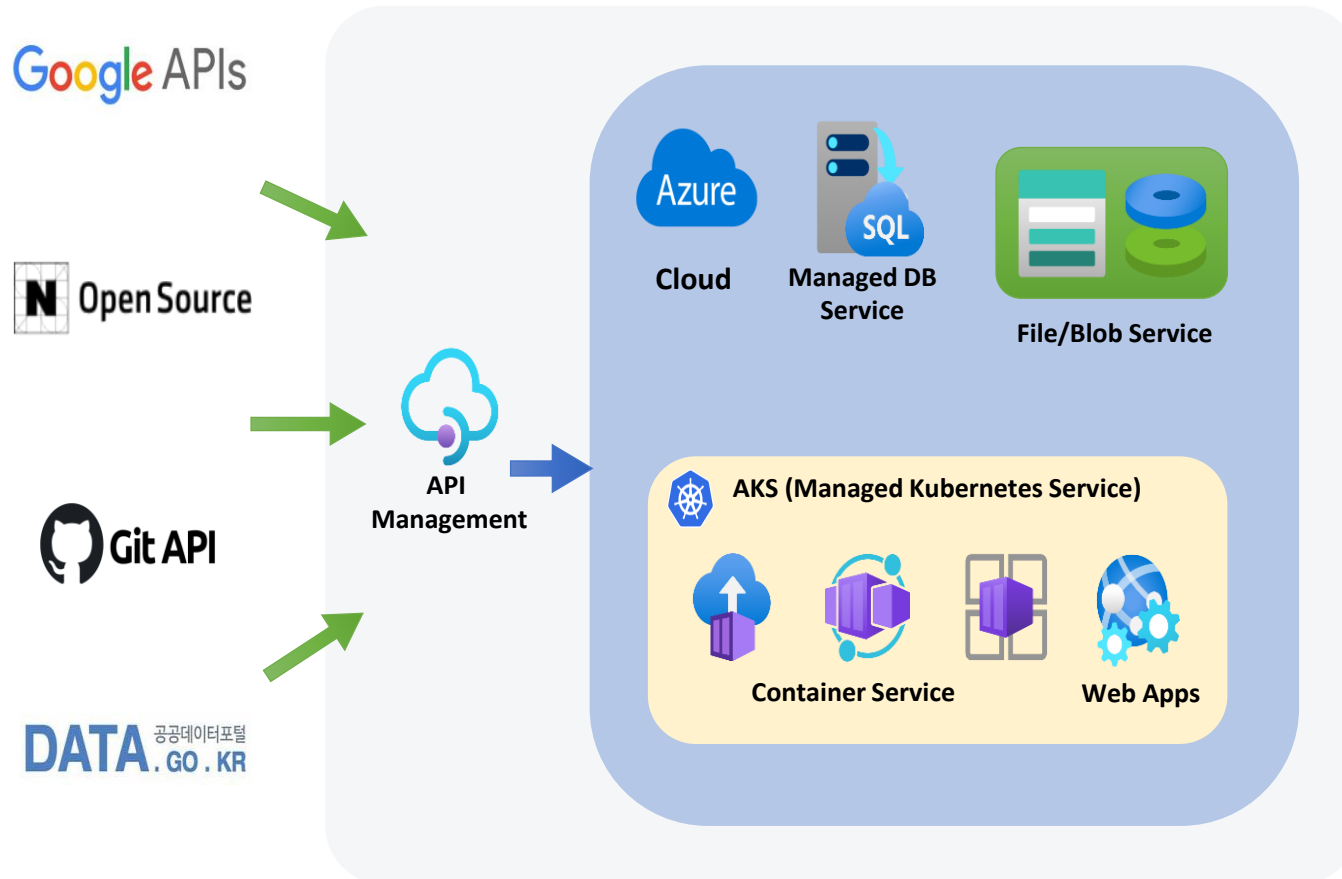 Google APIs
N Open Source
Git API
DATA 공공데이터포털
. GO . KR
API
Management
Azure
Cloud
SQL
Managed DB
Service
File/Blob Service
AKS (Managed Kubernetes Service)
Container Service
Web Apps